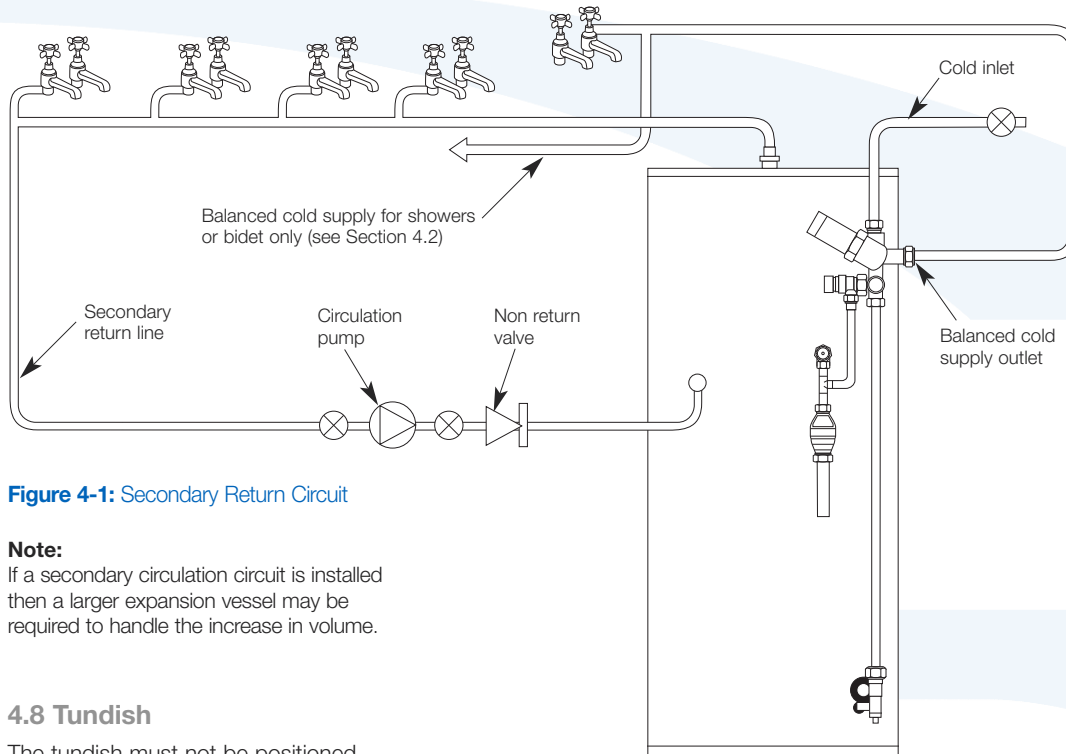 Cold inlet
Balanced cold supply for showers
or bidet only (see Section 4.2)
Secondary
return line
Circulation
pump
Non return
valve
Balanced cold
supply outlet
Figure 4-1: Secondary Return Circuit
Note:
If a secondary circulation circuit is installed
then a larger expansion vessel may be
required to handle the increase in volume.
4.8 Tundish
The tundish must not be positioned